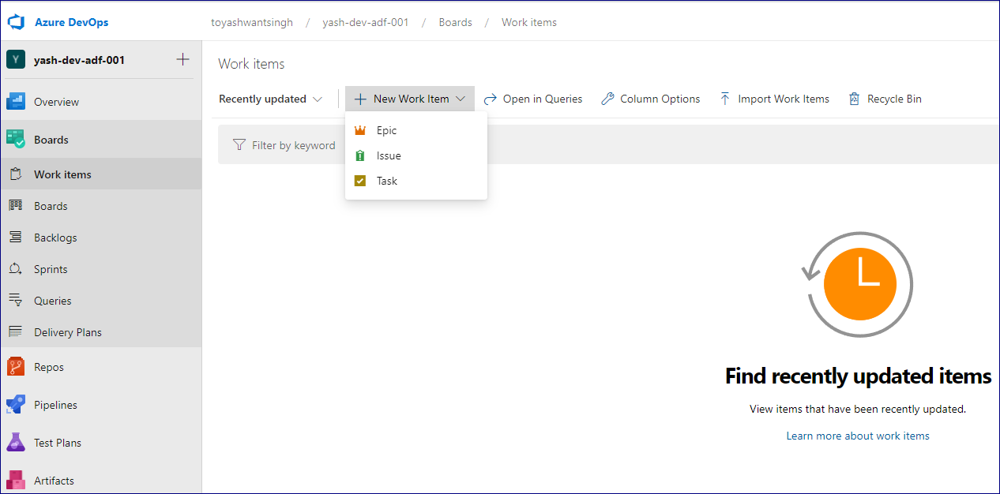 Azure DevOps
toyashwantsingh / yash-dev-adf-001 / Boards / Work items
Y yash-dev-adf-001
Overview
Boards
Work items
Boards
Backlogs
Sprints
Queries
Delivery Plans
Repos
Pipelines
Test Plans
Artifacts
Work items
Recently updated New Work Item Open in Queries Column Options Import Work Items Recycle Bin
Filter by keyword
Epic
Issue
Task
Find recently updated items
View items that have been recently updated.
Learn more about work items